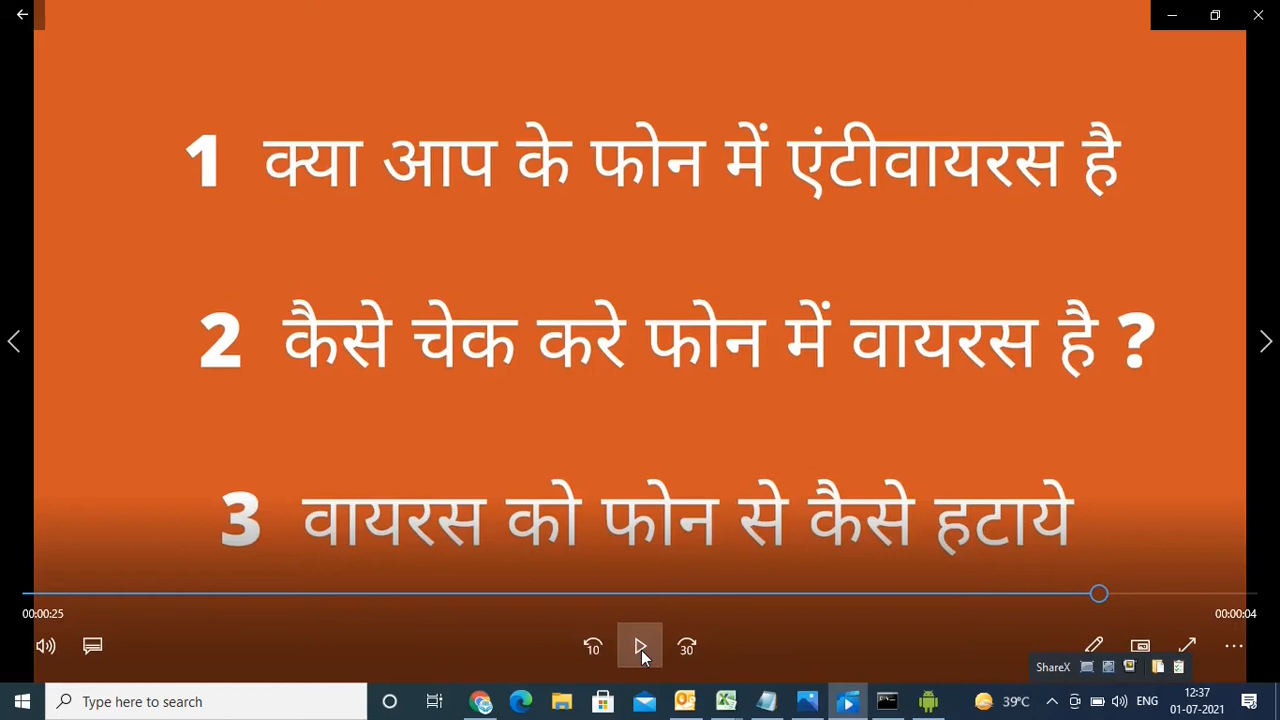 1 क्या आप के फोन में एंटीवायरस है
2 कैसे चेक करे फोन में वायरस है ?
3 वायरस को फोन से कैसे हटाये
00:00:25
00:00:04
10
30
ShareX
Type here to search
39°C
ENG
12:37
01-07-2021